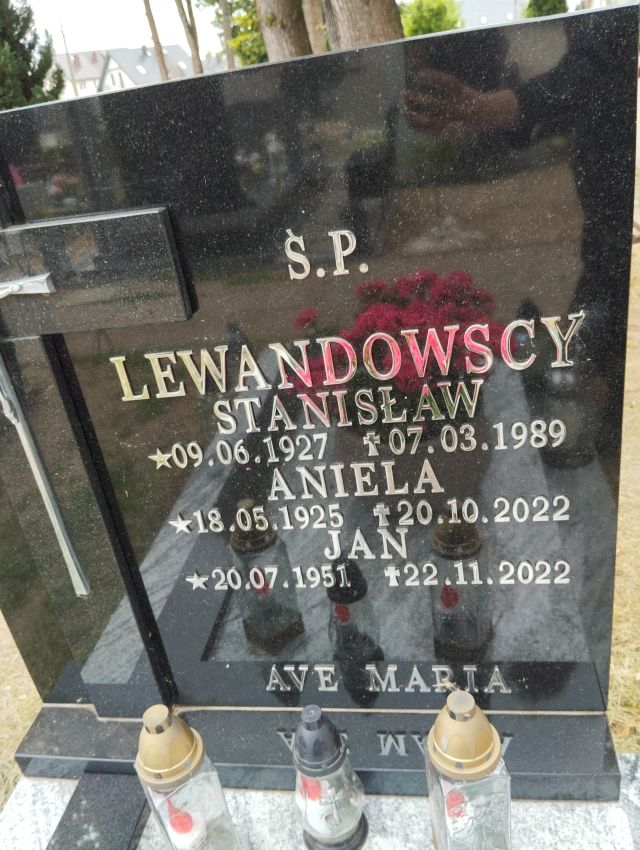 Ś.P.
LEWANDOWSCY
STANISŁAW
★09.06.1927 ✝07.03.1989
ANIELA
★18.05.1925 ✝20.10.2022
JAN
★20.07.1951 ✝22.11.2022
AVE MARIA